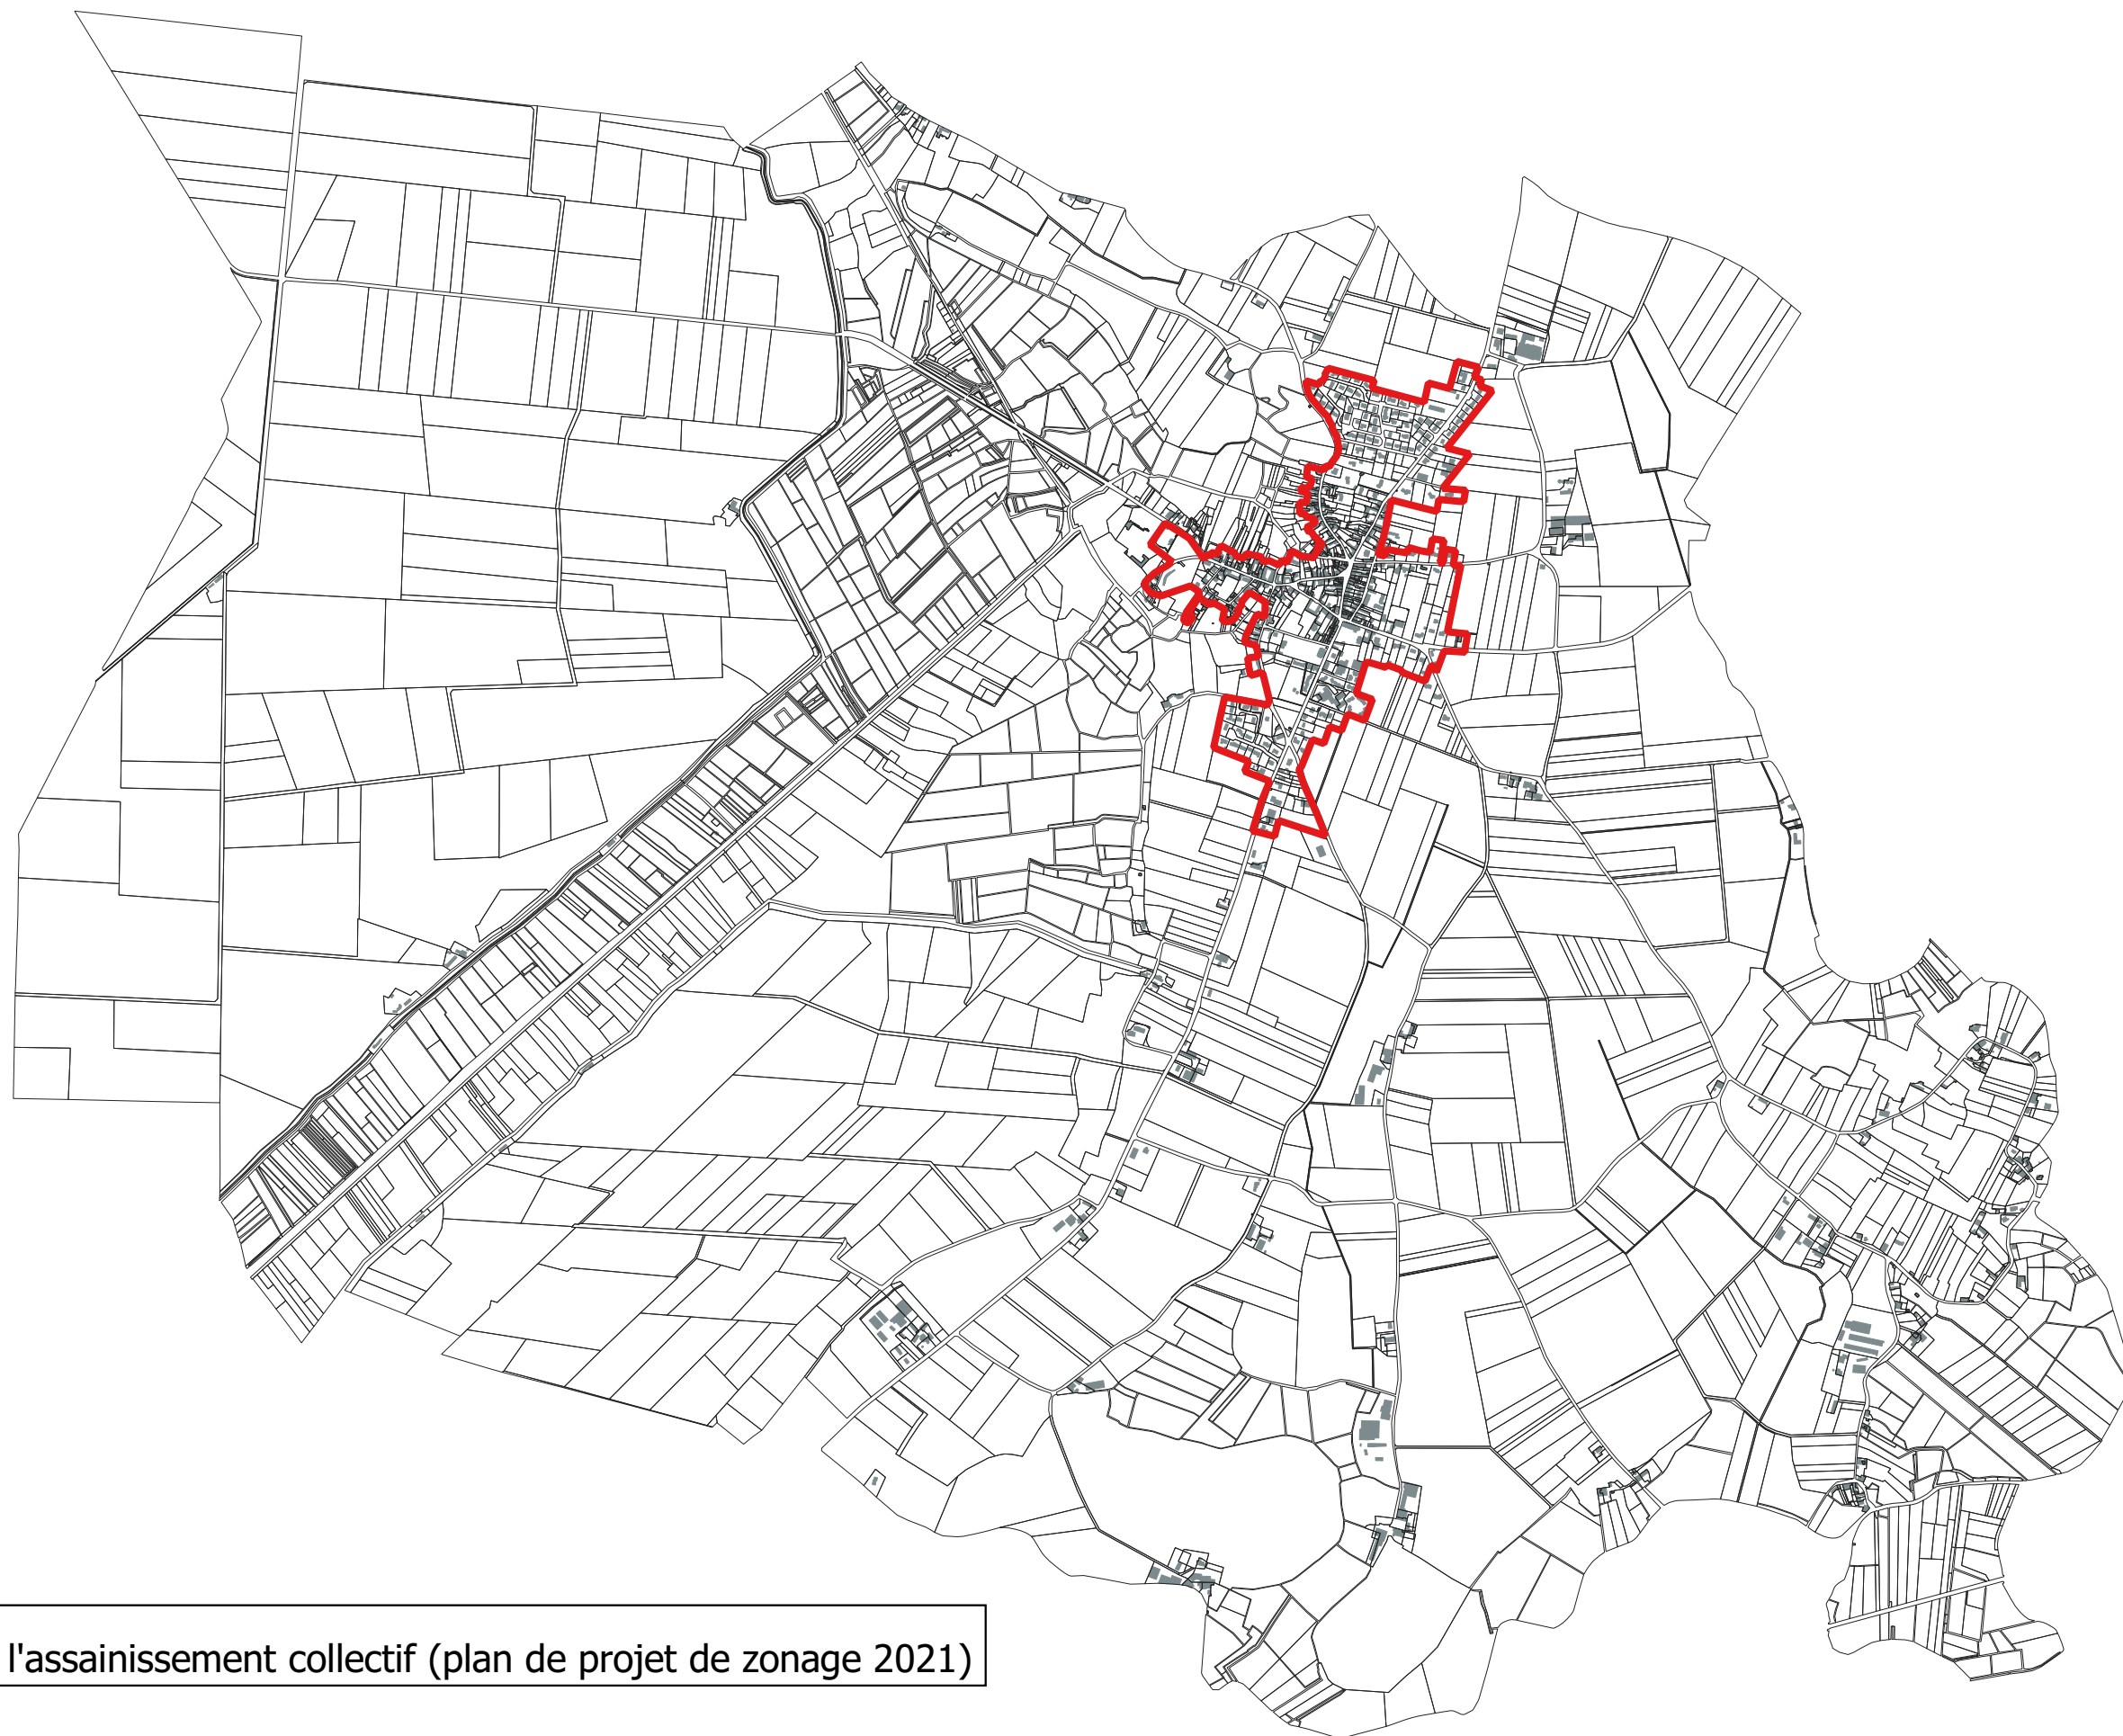 l'assainissement collectif (plan de projet de zonage 2021)